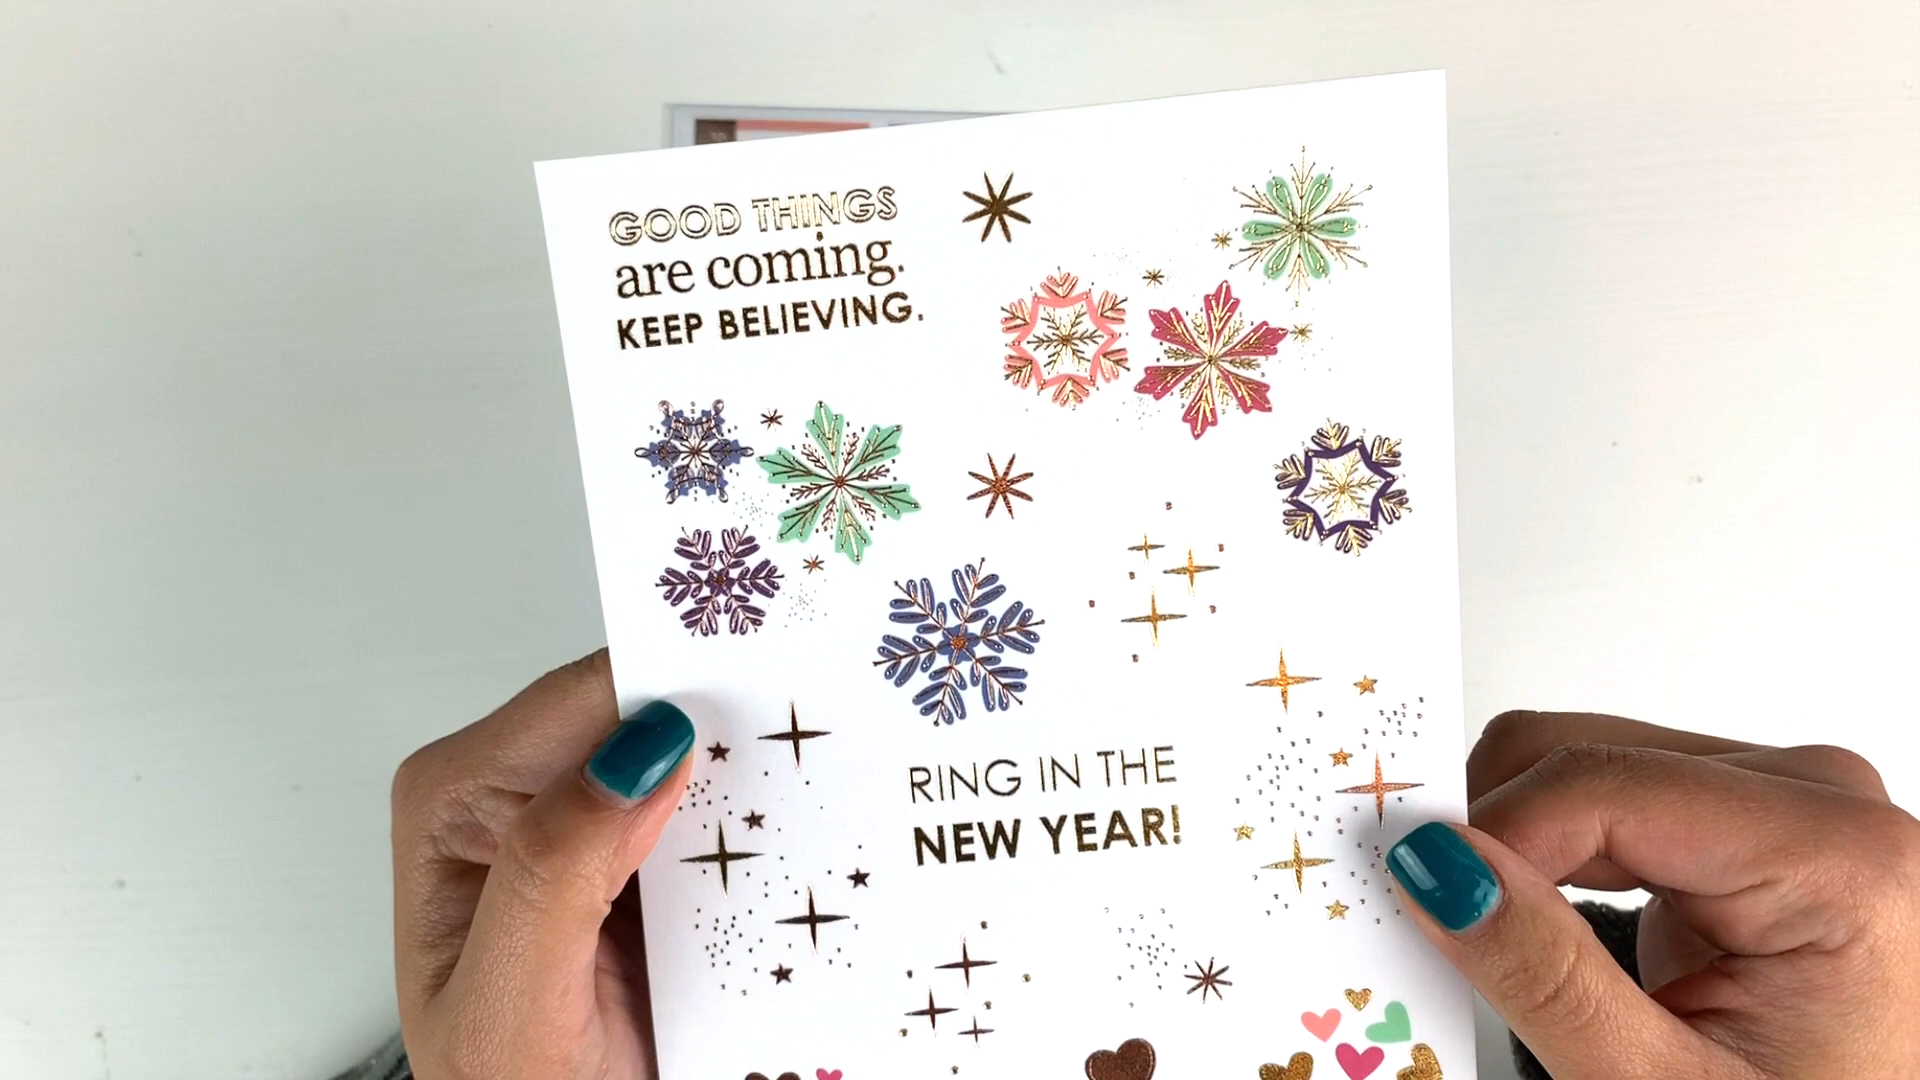 GOOD THINGS
are coming.
KEEP BELIEVING.
RING IN THE
NEW YEAR!